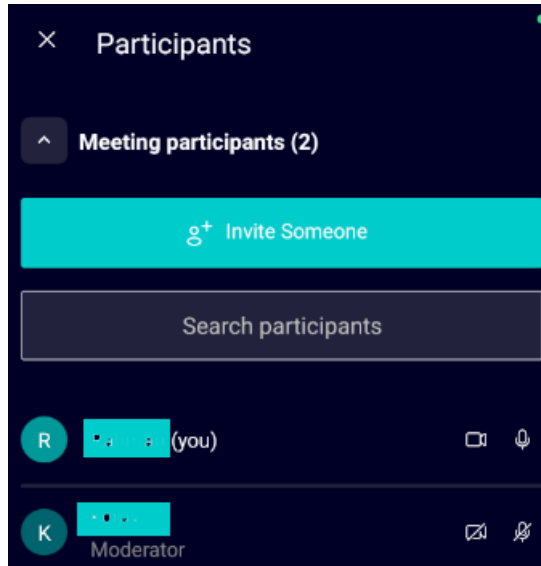 Participants
Meeting participants (2)
Invite Someone
Search participants
R (you)
K
Moderator